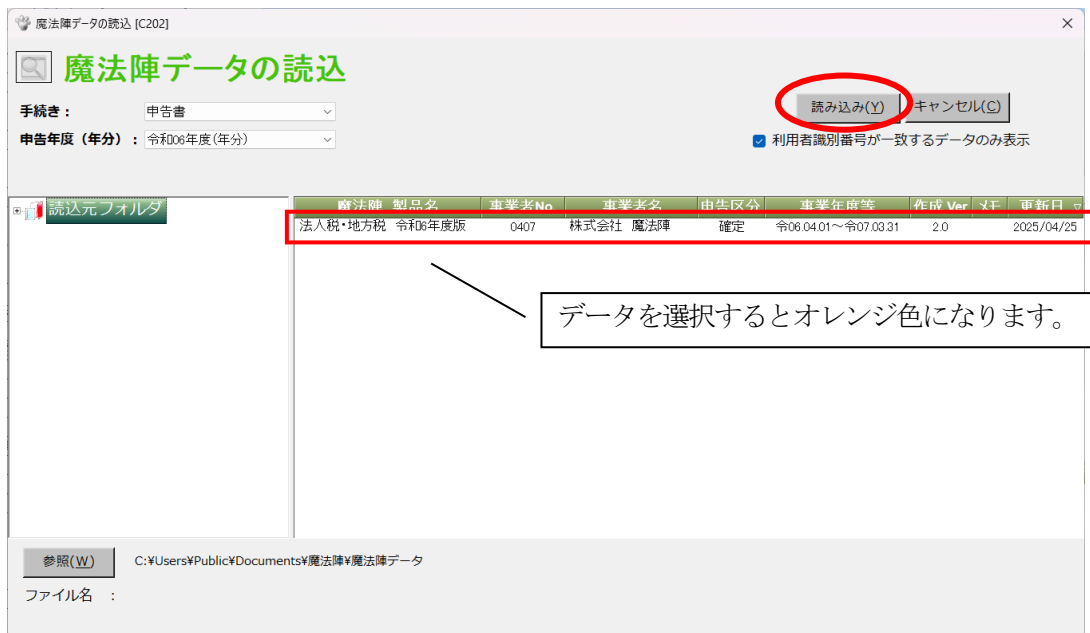 魔法陣データの読込 [C202]
魔法陣データの読込
手続き： 申告書
読み込み(Y) キャンセル(C)
申告年度（年分）： 令和06年度(年分)
利用者識別番号が一致するデータのみ表示
読込元フォルダ
魔法陣 製品名 事業者No 事業者名 申告区分 事業年度等 作成 Ver メモ 更新日
法人税・地方税 令和6年度版 0407 株式会社 魔法陣 確定 令06.04.01～令07.03.31 2.0 2025/04/25
データを選択するとオレンジ色になります。
参照(W) C:¥Users¥Public¥Documents¥魔法陣¥魔法陣データ
ファイル名 ：